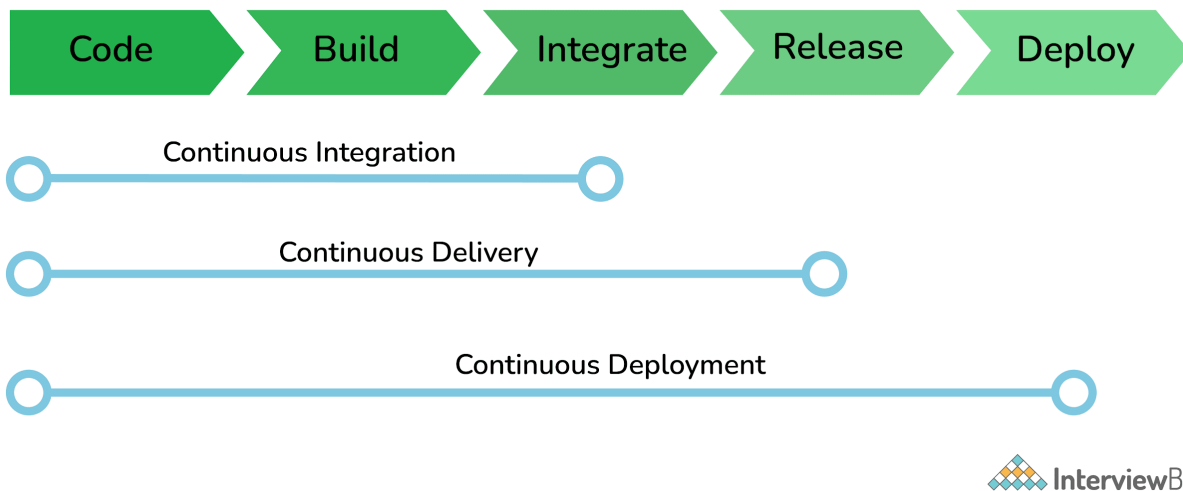 Code Build Integrate Release Deploy
Continuous Integration
Continuous Delivery
Continuous Deployment
InterviewB